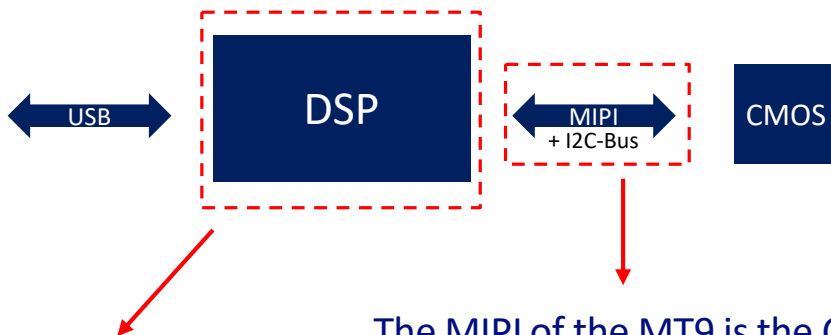 USB
DSP
MIPI
+ I2C-Bus
CMOS
The MIPI of the MT9 is the